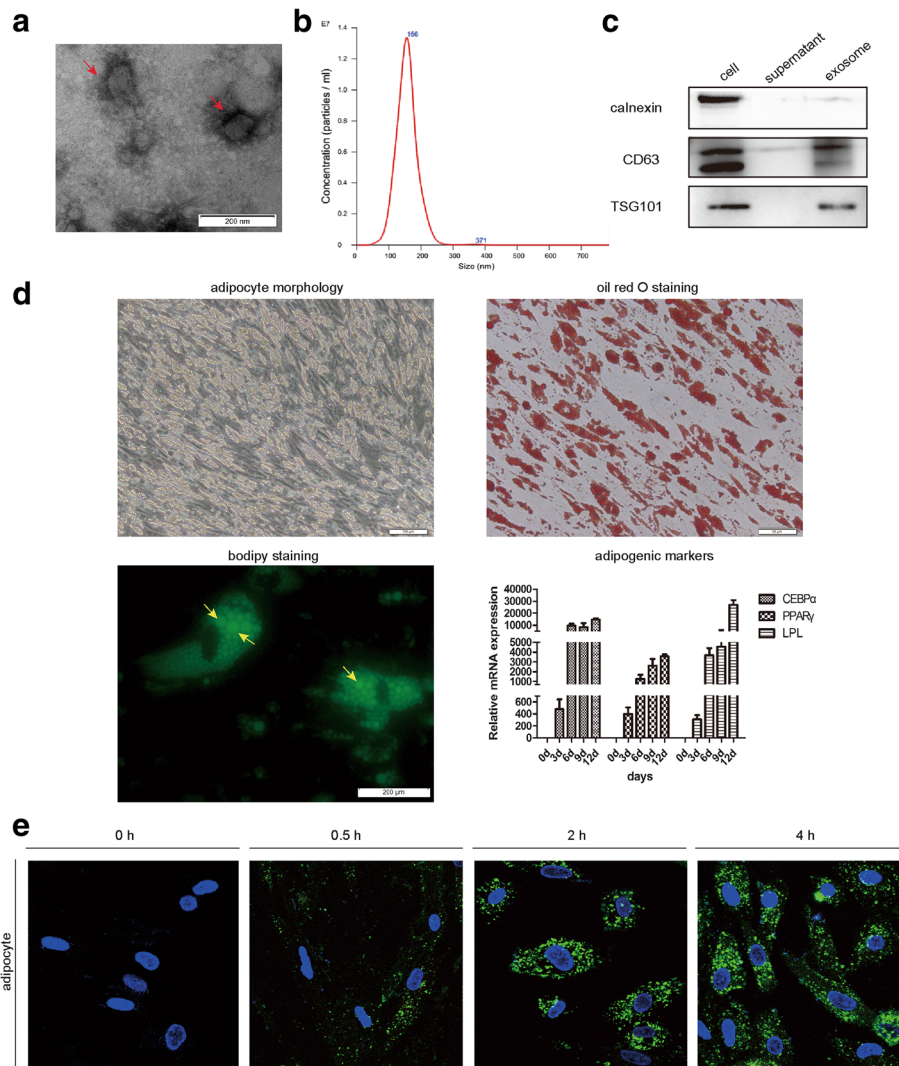 a
200 nm
b
E7
Concentration (particles / ml)
1.4
1.2
1.0
0.8
0.6
0.4
0.2
0
156
371
0 100 200 300 400 500 600 700
Size (nm)
c
cell supernatant exosome
calnexin
CD63
TSG101
d
adipocyte morphology
oil red O staining
bodipy staining
200 µm
adipogenic markers
Relative mRNA expression
40000
30000
20000
10000
5000
4000
3000
2000
1000
600
400
200
0
0d 3d 6d 9d 12d 0d 3d 6d 9d 12d 0d 3d 6d 9d 12d
days
CEBPα
PPARγ
LPL
e
0 h 0.5 h 2 h 4 h
adipocyte